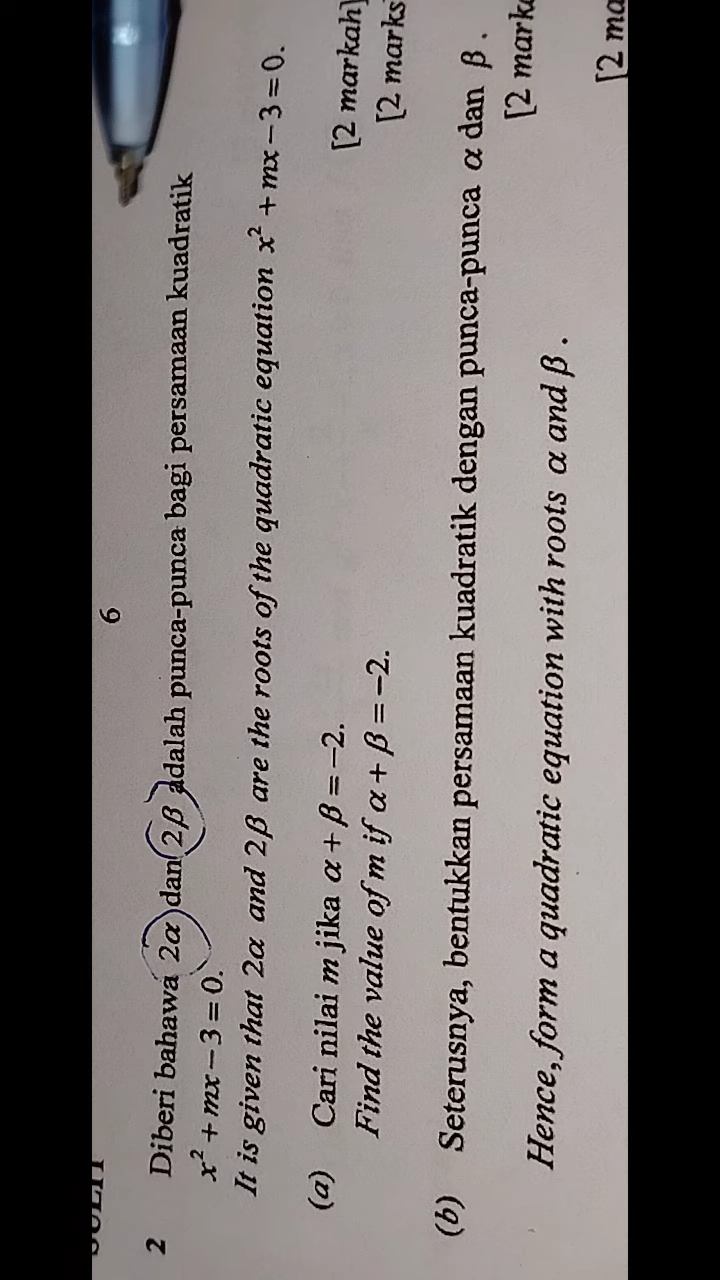 6
2 Diberi bahawa 2α dan 2β adalah punca-punca bagi persamaan kuadratik
x² + mx − 3 = 0.
It is given that 2α and 2β are the roots of the quadratic equation x² + mx − 3 = 0.
(a) Cari nilai m jika α + β = −2.
[2 markah]
Find the value of m if α + β = −2.
[2 marks
(b) Seterusnya, bentukkan persamaan kuadratik dengan punca-punca α dan β.
[2 marka
Hence, form a quadratic equation with roots α and β.
[2 ma